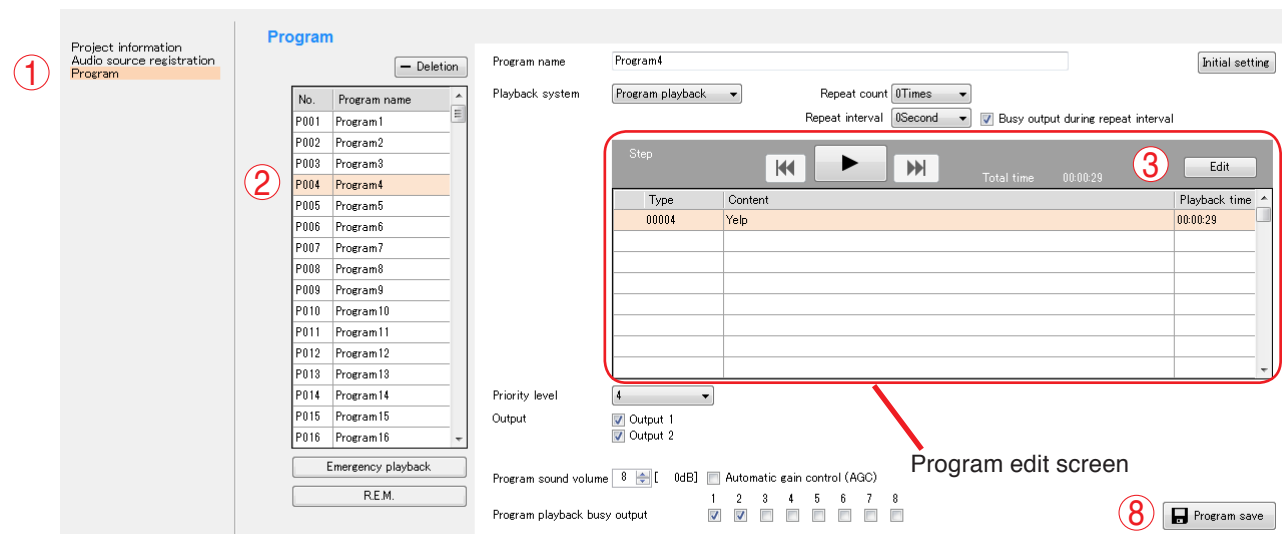 Project information
Audio source registration
Program
1
Program
Deletion
No. Program name
P001 Program1
P002 Program2
P003 Program3
P004 Program4
P005 Program5
P006 Program6
P007 Program7
P008 Program8
P009 Program9
P010 Program10
P011 Program11
P012 Program12
P013 Program13
P014 Program14
P015 Program15
P016 Program16
2
Emergency playback
R.E.M.
Program name Program4 Initial setting
Playback system Program playback Repeat count 0Times
Repeat interval 0Second Busy output during repeat interval
Step
Total time 00:00:29
3 Edit
Type Content Playback time
00004 Yelp 00:00:29
Priority level 4
Output Output 1
Output 2
Program edit screen
Program sound volume 8 [ 0dB] Automatic gain control (AGC)
1 2 3 4 5 6 7 8
Program playback busy output
8 Program save